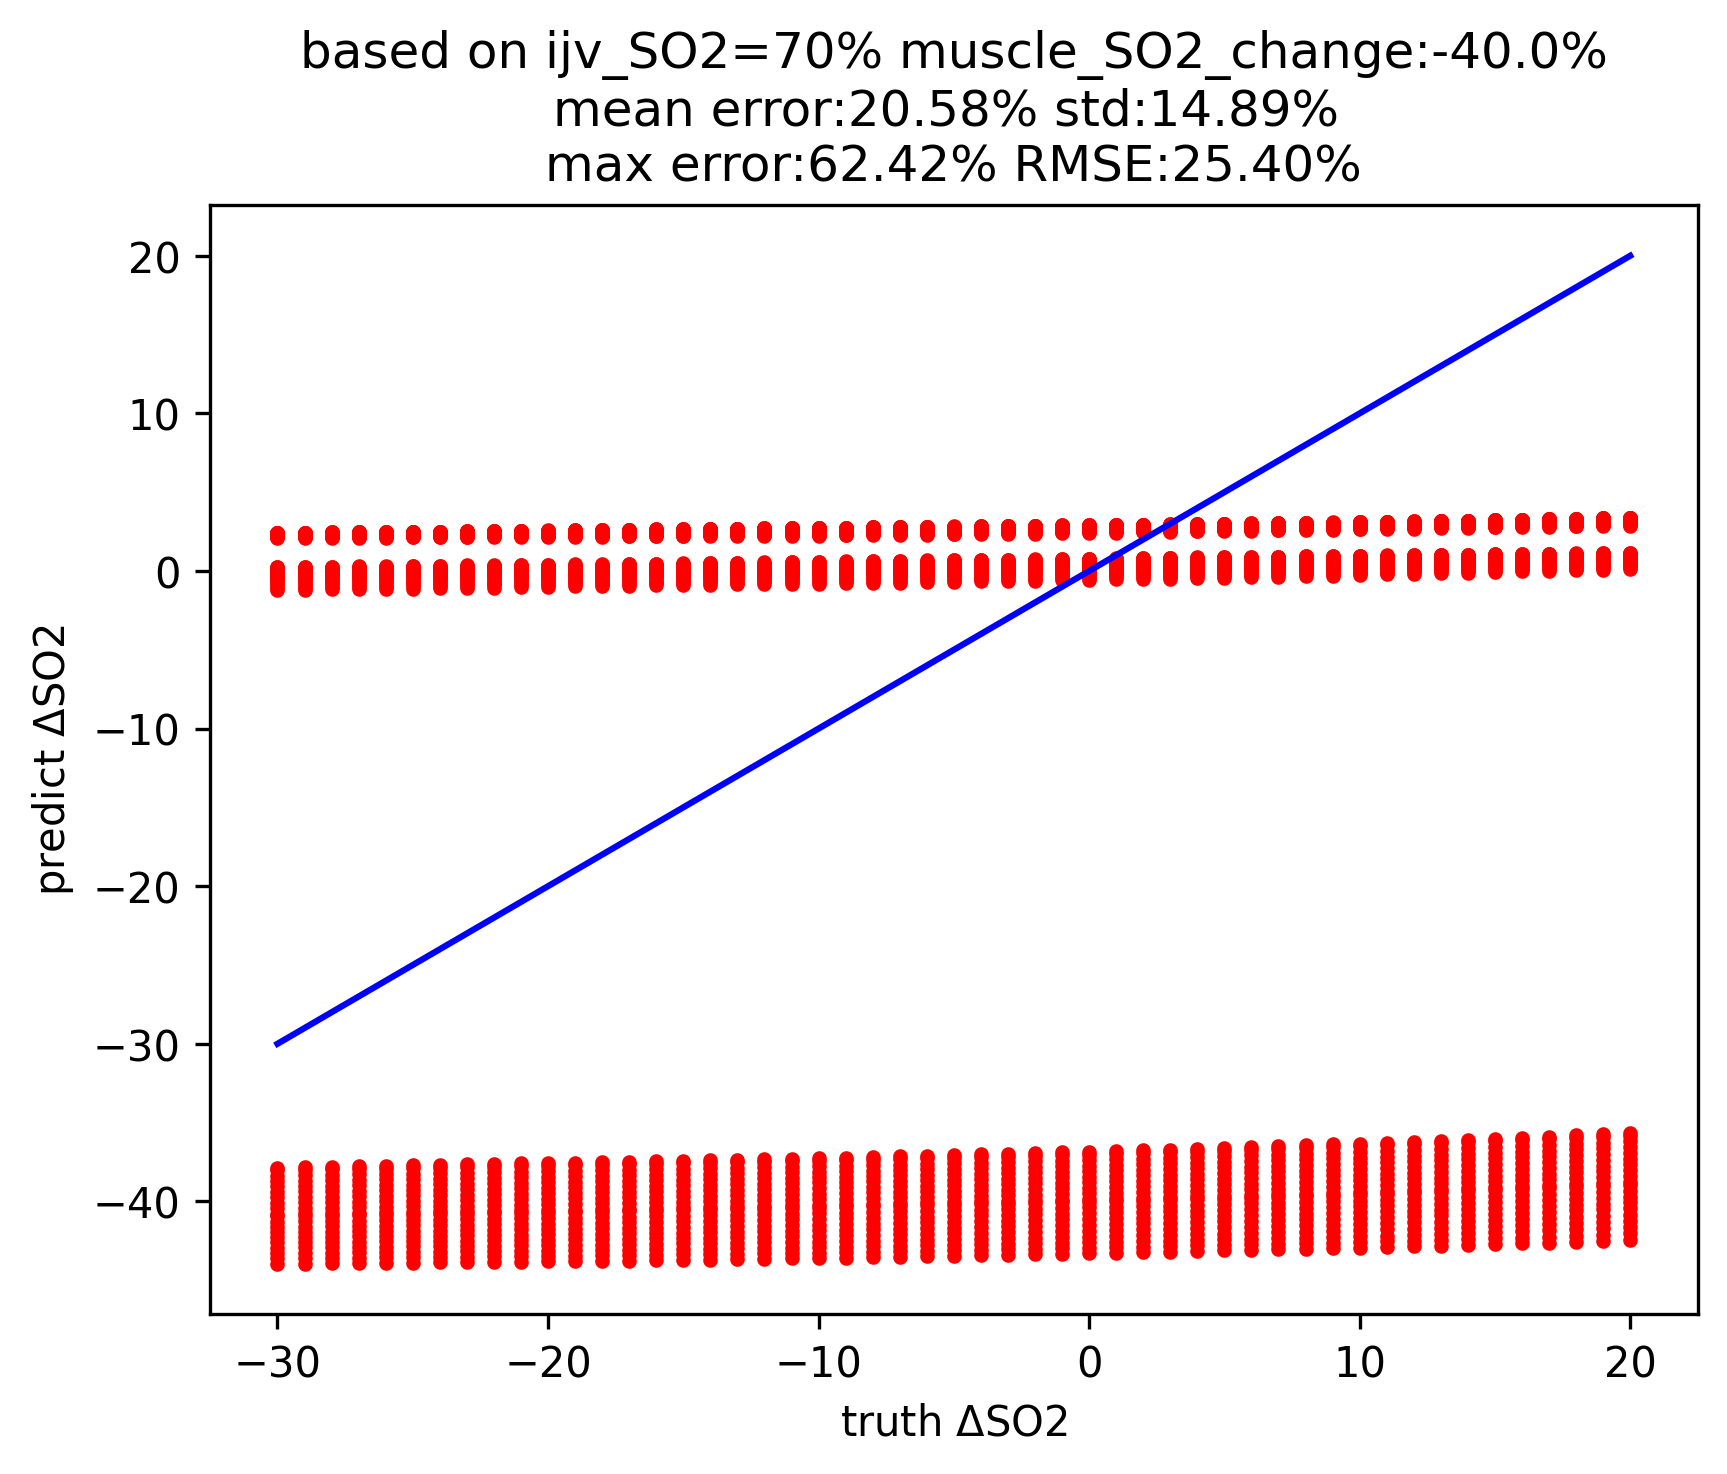 based on ijv_SO2=70% muscle_SO2_change:-40.0%
mean error:20.58% std:14.89%
max error:62.42% RMSE:25.40%
20
10
0
−10
−20
−30
−40
predict ΔSO2
−30 −20 −10 0 10 20
truth ΔSO2